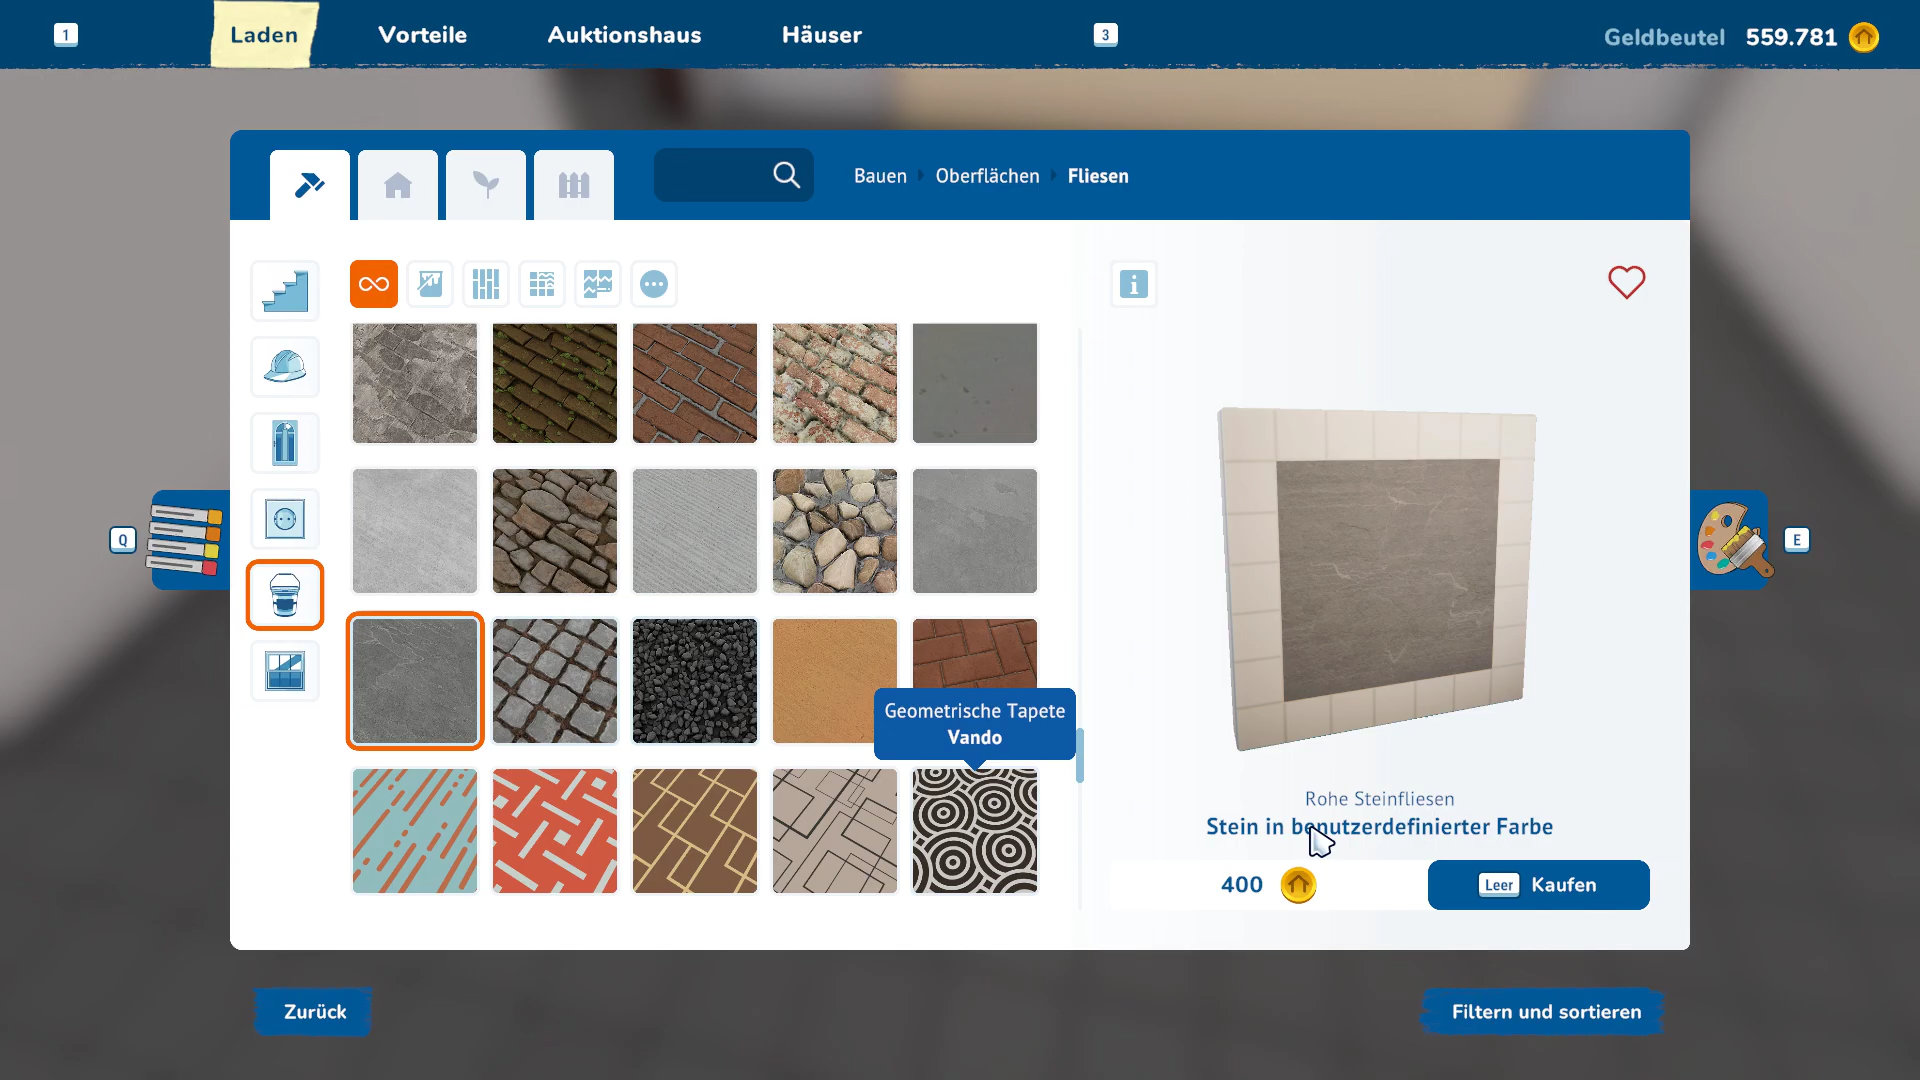 1
Laden
Vorteile
Auktionshaus
Häuser
3
Geldbeutel 559.781
Bauen
Oberflächen
Fliesen
Q
E
Geometrische Tapete
Vando
Rohe Steinfliesen
Stein in benutzerdefinierter Farbe
400
Leer Kaufen
Zurück
Filtern und sortieren